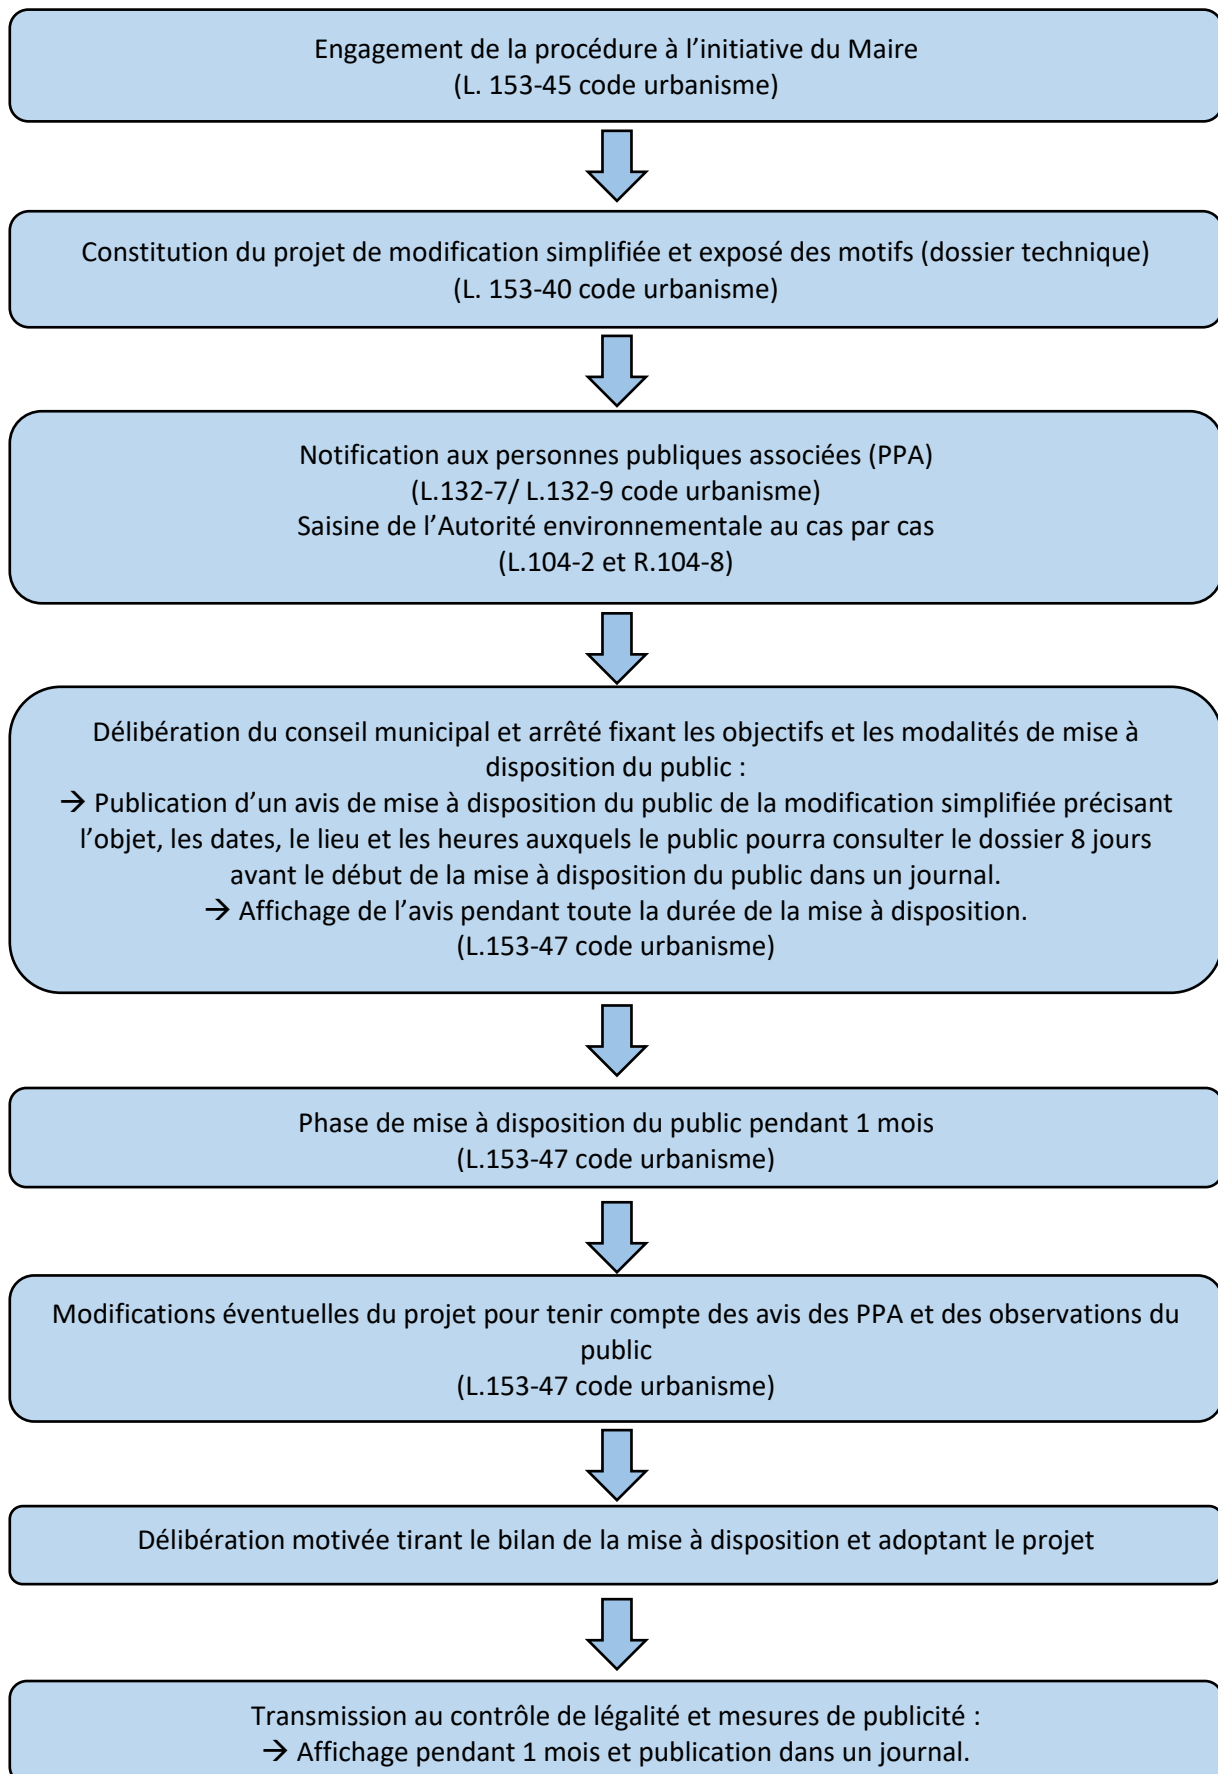 Engagement de la procédure à l’initiative du Maire
(L. 153-45 code urbanisme)
Constitution du projet de modification simplifiée et exposé des motifs (dossier technique)
(L. 153-40 code urbanisme)
Notification aux personnes publiques associées (PPA)
(L.132-7/ L.132-9 code urbanisme)
Saisine de l’Autorité environnementale au cas par cas
(L.104-2 et R.104-8)
Délibération du conseil municipal et arrêté fixant les objectifs et les modalités de mise à
disposition du public :
→ Publication d’un avis de mise à disposition du public de la modification simplifiée précisant
l’objet, les dates, le lieu et les heures auxquels le public pourra consulter le dossier 8 jours
avant le début de la mise à disposition du public dans un journal.
→ Affichage de l’avis pendant toute la durée de la mise à disposition.
(L.153-47 code urbanisme)
Phase de mise à disposition du public pendant 1 mois
(L.153-47 code urbanisme)
Modifications éventuelles du projet pour tenir compte des avis des PPA et des observations du
public
(L.153-47 code urbanisme)
Délibération motivée tirant le bilan de la mise à disposition et adoptant le projet
Transmission au contrôle de légalité et mesures de publicité :
→ Affichage pendant 1 mois et publication dans un journal.